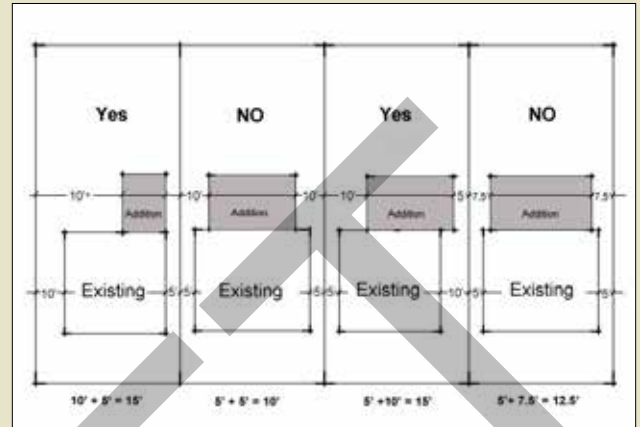 Yes NO Yes NO
10'+ 10' 10' 10' 5' 7.5' 7.5'
Addition Addition Addition Addition
10' Existing 5' 5' Existing 5' 5' Existing 10' 5' Existing 5'
10' + 5' = 15' 5' + 5' = 10' 5' +10' = 15' 5'+ 7.5' = 12.5'